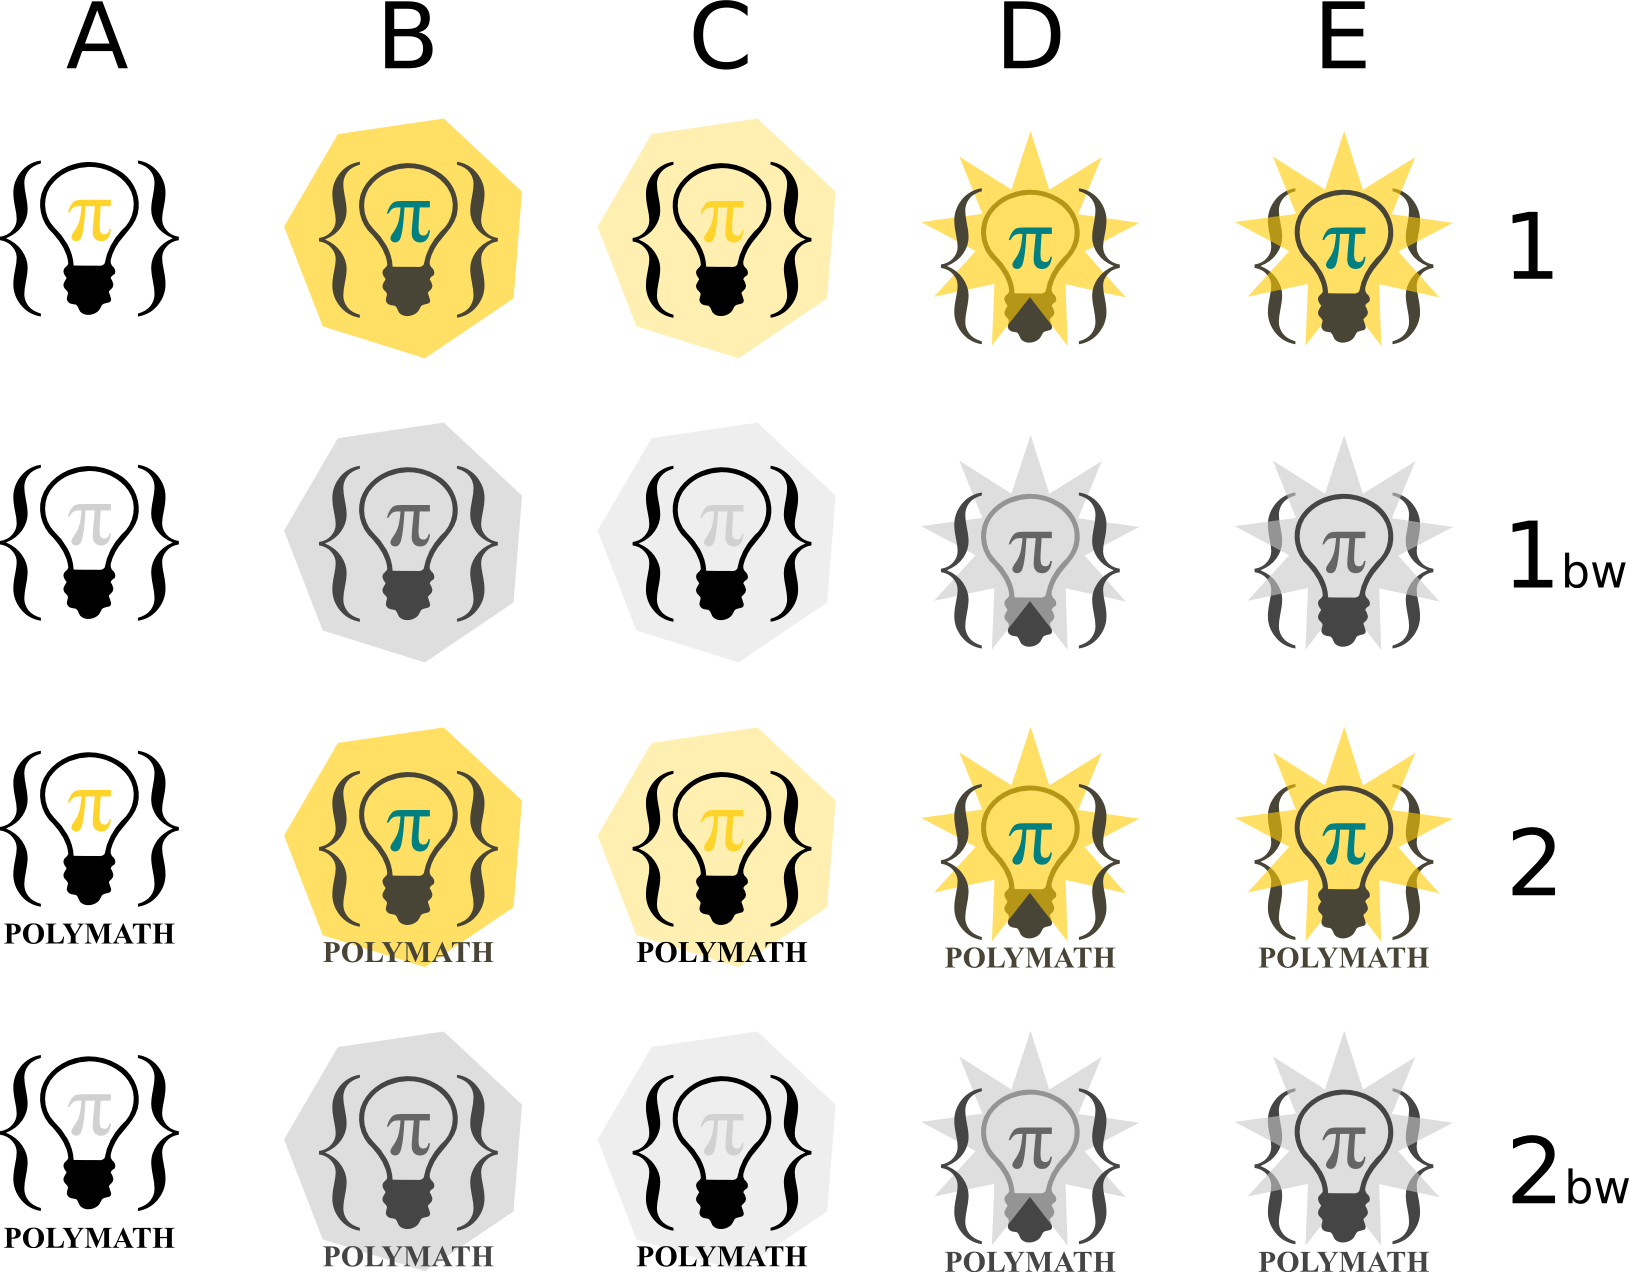 A B C D E
{ π } { π } { π } { π } { π } 1
{ π } { π } { π } { π } { π } 1bw
{ π } { π } { π } { π } { π } 2
POLYMATH POLYMATH POLYMATH POLYMATH POLYMATH
{ π } { π } { π } { π } { π } 2bw
POLYMATH POLYMATH POLYMATH POLYMATH POLYMATH